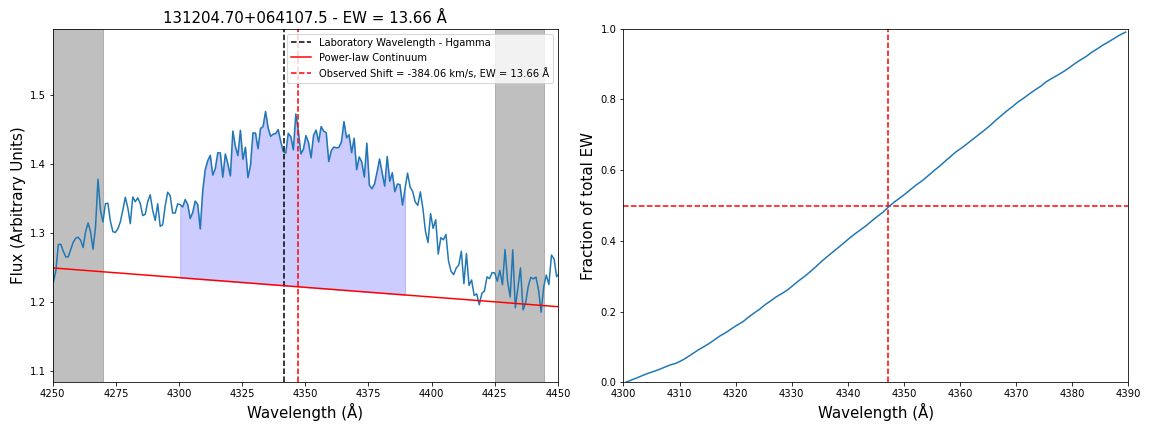 131204.70+064107.5 - EW = 13.66 Å
Laboratory Wavelength - Hgamma
Power-law Continuum
Observed Shift = -384.06 km/s, EW = 13.66 Å
Flux (Arbitrary Units)
1.5
1.4
1.3
1.2
1.1
4250 4275 4300 4325 4350 4375 4400 4425 4450
Wavelength (Å)
Fraction of total EW
1.0
0.8
0.6
0.4
0.2
0.0
4300 4310 4320 4330 4340 4350 4360 4370 4380 4390
Wavelength (Å)